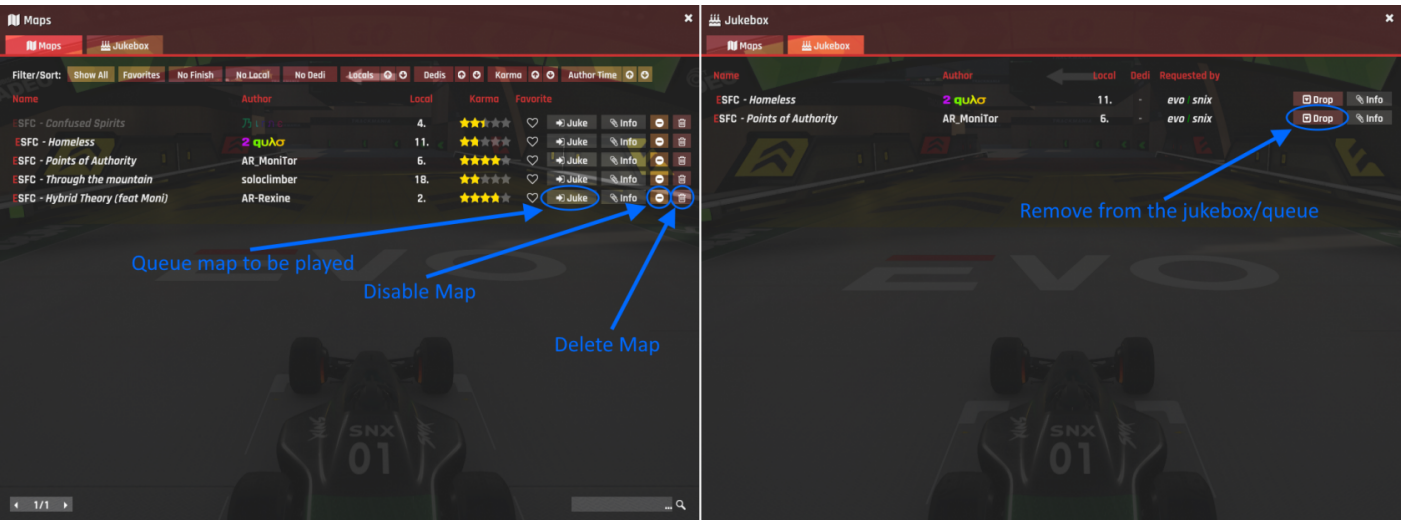 Maps
Maps Jukebox
Filter/Sort: Show All Favorites No Finish No Local No Dedi Locals Dedis Karma Author Time
Name Author Local Karma Favorite
ESFC - Confused Spirits 4. Juke Info
ESFC - Homeless 2 quλσ 11. Juke Info
ESFC - Points of Authority AR_MoniTor 6. Juke Info
ESFC - Through the mountain soloclimber 18. Juke Info
ESFC - Hybrid Theory (feat Moni) AR-Rexine 2. Juke Info
Queue map to be played
Disable Map
Delete Map
EVO
SNX
01
1/1
...
Jukebox
Maps Jukebox
Name Author Local Dedi Requested by
ESFC - Homeless 2 quλσ 11. - evo snix Drop Info
ESFC - Points of Authority AR_MoniTor 6. - evo snix Drop Info
Remove from the jukebox/queue
EVO
SNX
01